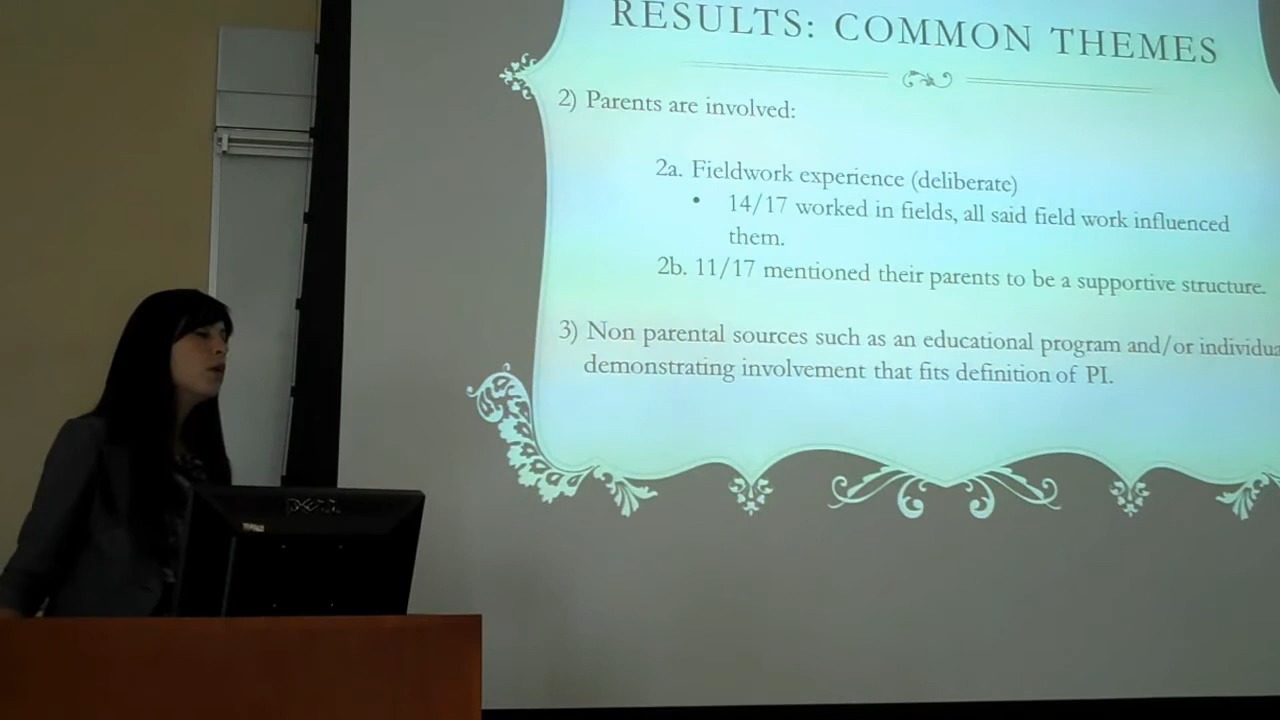 RESULTS: COMMON THEMES
2) Parents are involved:
2a. Fieldwork experience (deliberate)
• 14/17 worked in fields, all said field work influenced
them.
2b. 11/17 mentioned their parents to be a supportive structure.
3) Non parental sources such as an educational program and/or individua
demonstrating involvement that fits definition of PI.
DELL